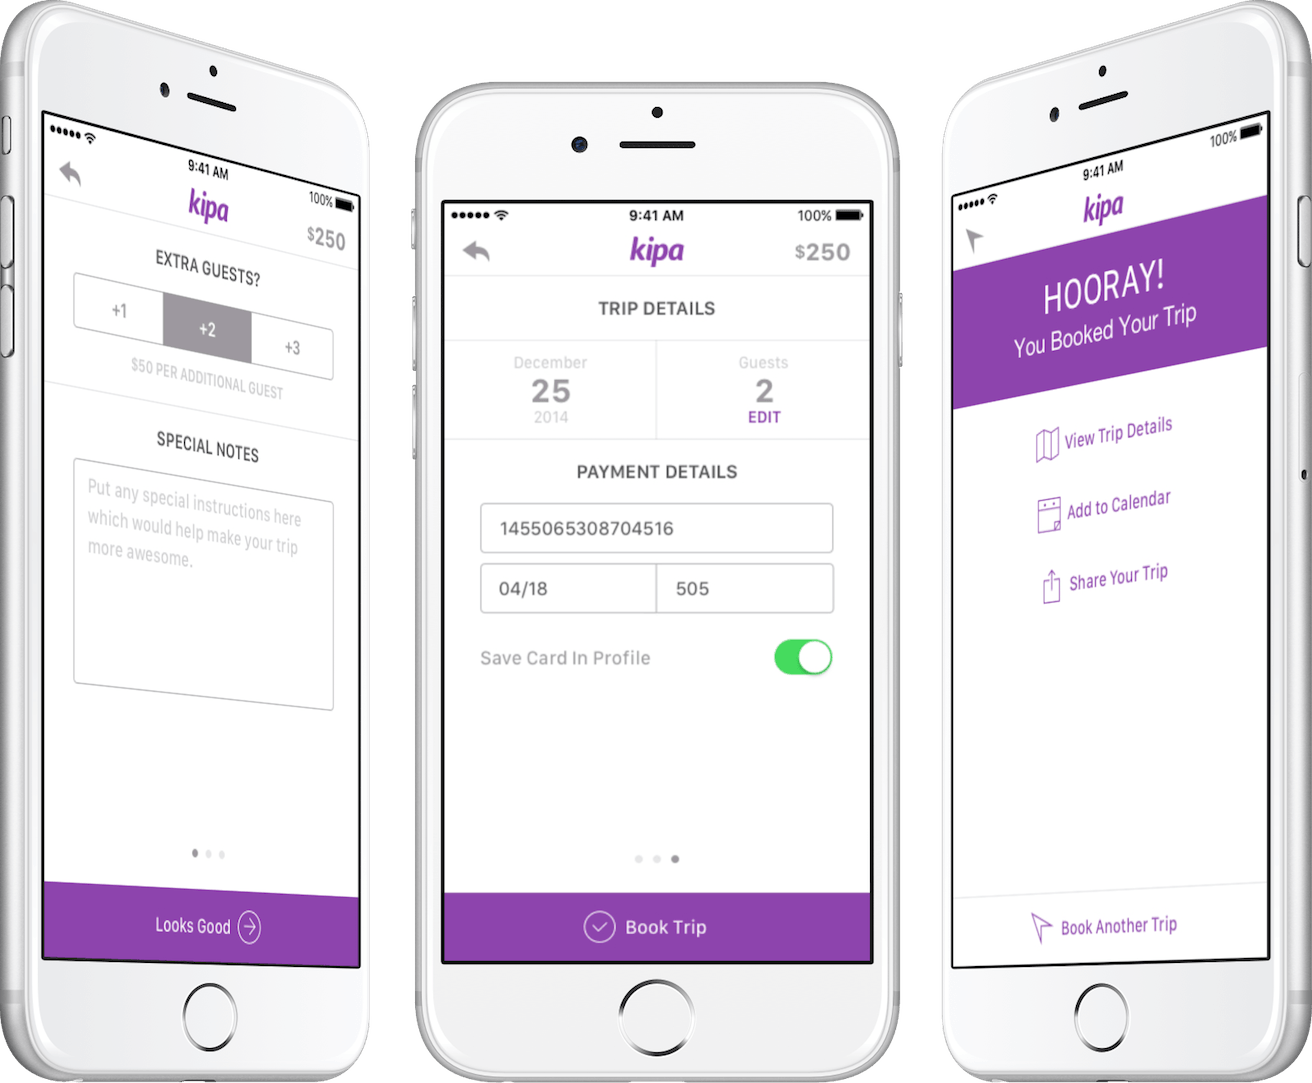 9:41 AM
100%
kipa
$250
EXTRA GUESTS?
+1
+2
+3
$50 PER ADDITIONAL GUEST
SPECIAL NOTES
Put any special instructions here
which would help make your trip
more awesome.
Looks Good
9:41 AM
100%
kipa
$250
TRIP DETAILS
December
25
2014
Guests
2
EDIT
PAYMENT DETAILS
1455065308704516
04/18
505
Save Card In Profile
Book Trip
9:41 AM
100%
kipa
HOORAY!
You Booked Your Trip
View Trip Details
Add to Calendar
Share Your Trip
Book Another Trip